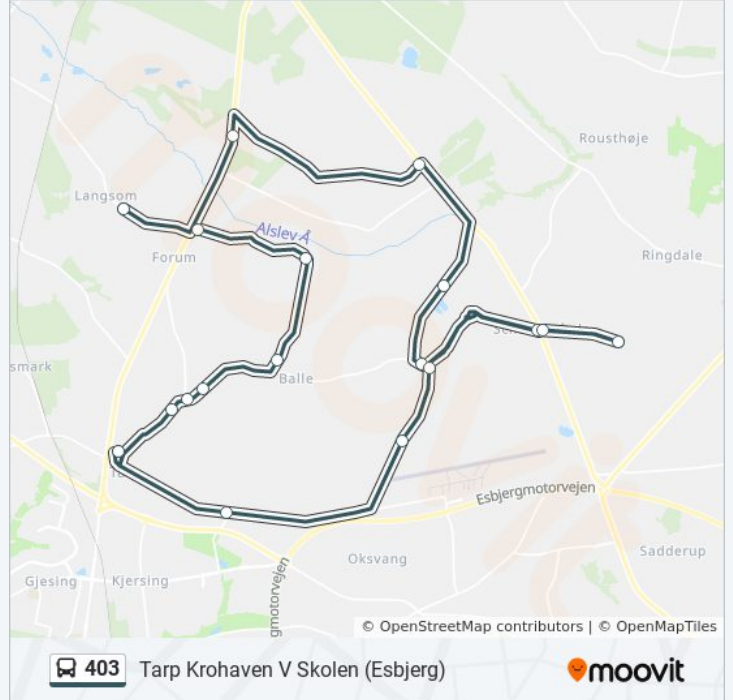 Rousthøje
Langsom
Alslev Å
Forum
Ringdale
smark
Balle
Esbjergmotorvejen
Oksvang
Sadderup
Gjesing
Kjersing
gmotorvejen
© OpenStreetMap contributors | © OpenMapTiles
403 Tarp Krohaven V Skolen (Esbjerg)
moovit